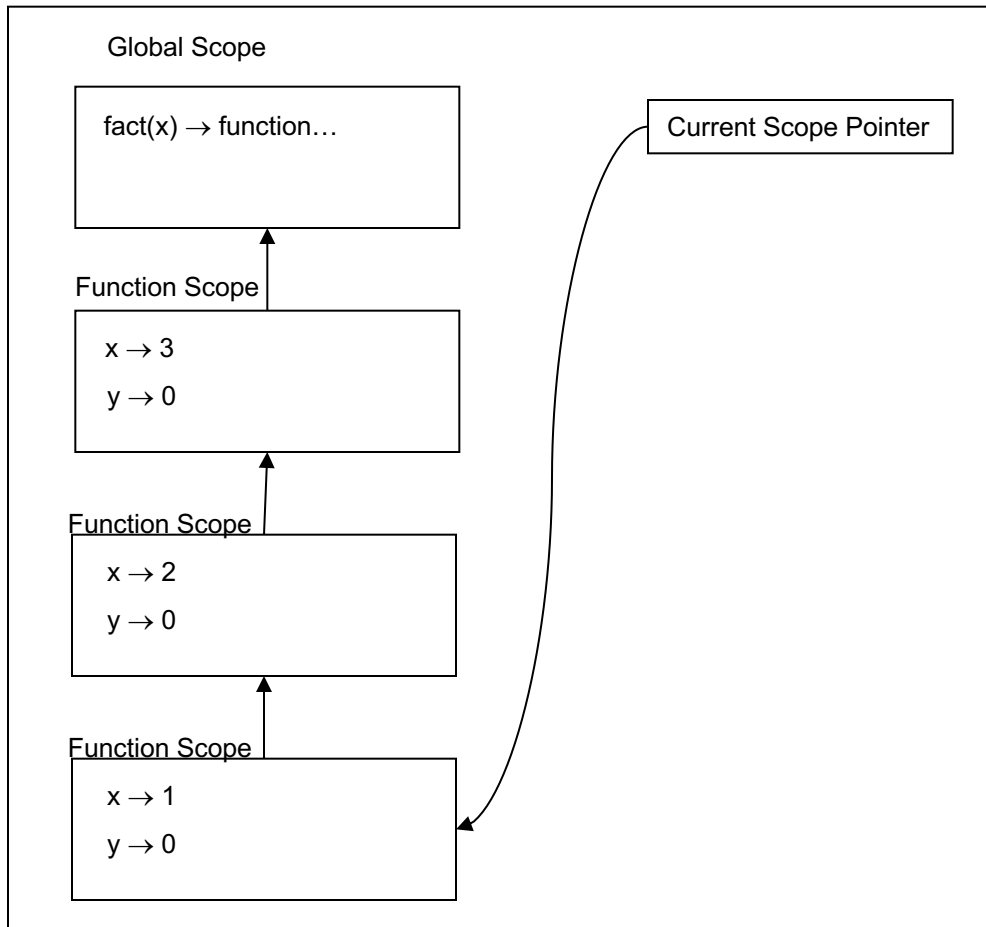 Global Scope
fact(x) → function…
Current Scope Pointer
Function Scope
x → 3
y → 0
Function Scope
x → 2
y → 0
Function Scope
x → 1
y → 0